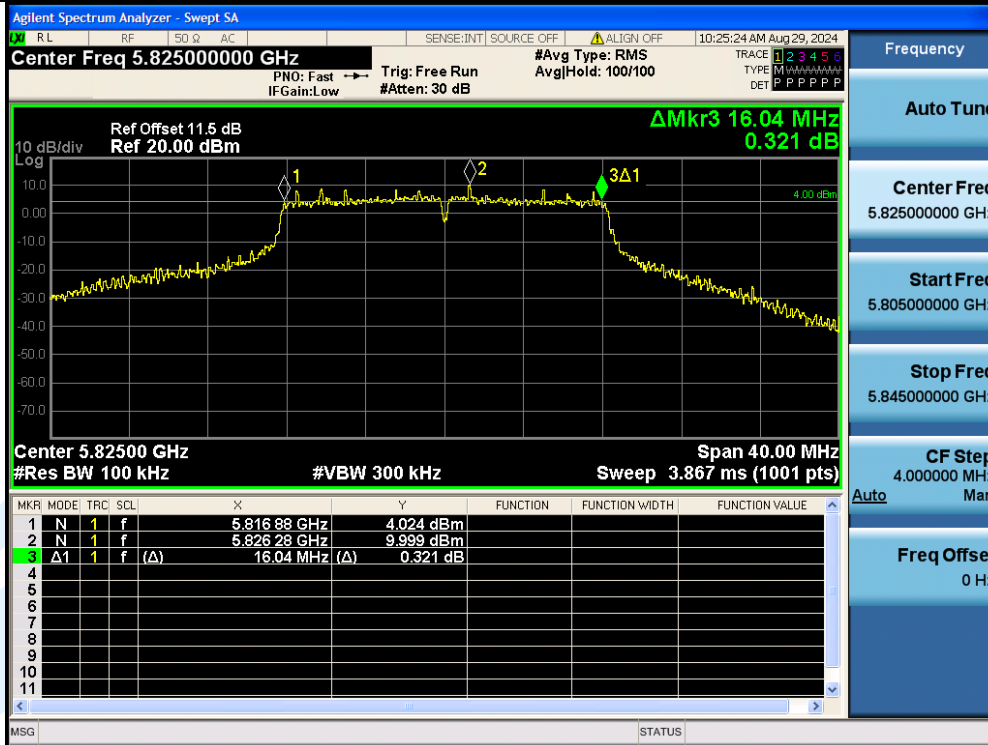 Agilent Spectrum Analyzer - Swept SA
LXI RL RF 50 Ω AC SENSE:INT SOURCE OFF ALIGN OFF 10:25:24 AM Aug 29, 2024
Center Freq 5.825000000 GHz
PNO: Fast
IFGain:Low
Trig: Free Run
#Atten: 30 dB
#Avg Type: RMS
Avg|Hold: 100/100
TRACE 1 2 3 4 5 6
TYPE M WWWWW
DET P P P P P P
ΔMkr3 16.04 MHz
0.321 dB
Ref Offset 11.5 dB
10 dB/div Ref 20.00 dBm
Log
10.0
0.00
-10.0
-20.0
-30.0
-40.0
-50.0
-60.0
-70.0
1
2
3Δ1
4.00 dBm
Center 5.82500 GHz Span 40.00 MHz
#Res BW 100 kHz #VBW 300 kHz Sweep 3.867 ms (1001 pts)
MKR MODE TRC SCL X Y FUNCTION FUNCTION WIDTH FUNCTION VALUE
1 N 1 f 5.816 88 GHz 4.024 dBm
2 N 1 f 5.826 28 GHz 9.999 dBm
3 Δ1 1 f (Δ) 16.04 MHz (Δ) 0.321 dB
4
5
6
7
8
9
10
11
MSG STATUS
Frequency
Auto Tune
Center Freq
5.825000000 GHz
Start Freq
5.805000000 GHz
Stop Freq
5.845000000 GHz
CF Step
4.000000 MHz
Auto Man
Freq Offset
0 Hz